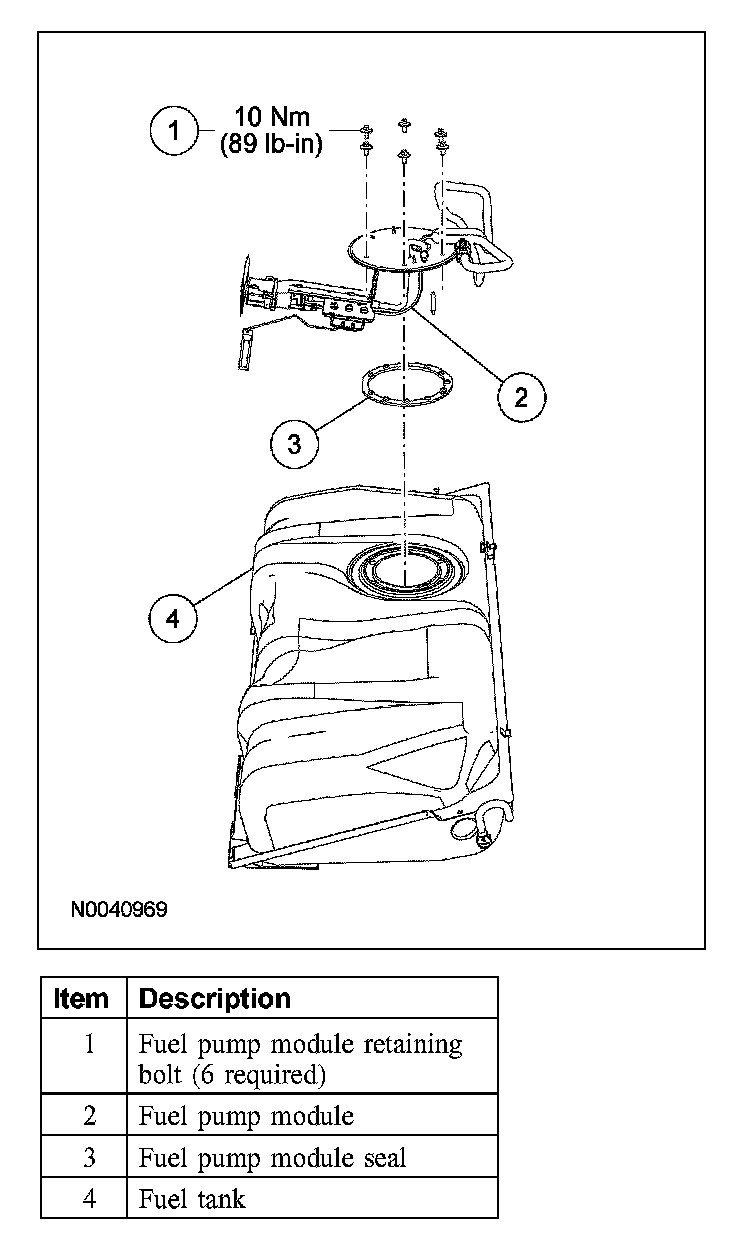 1
10 Nm
(89 lb-in)
2
3
4
N0040969
Item Description
1 Fuel pump module retaining
bolt (6 required)
2 Fuel pump module
3 Fuel pump module seal
4 Fuel tank